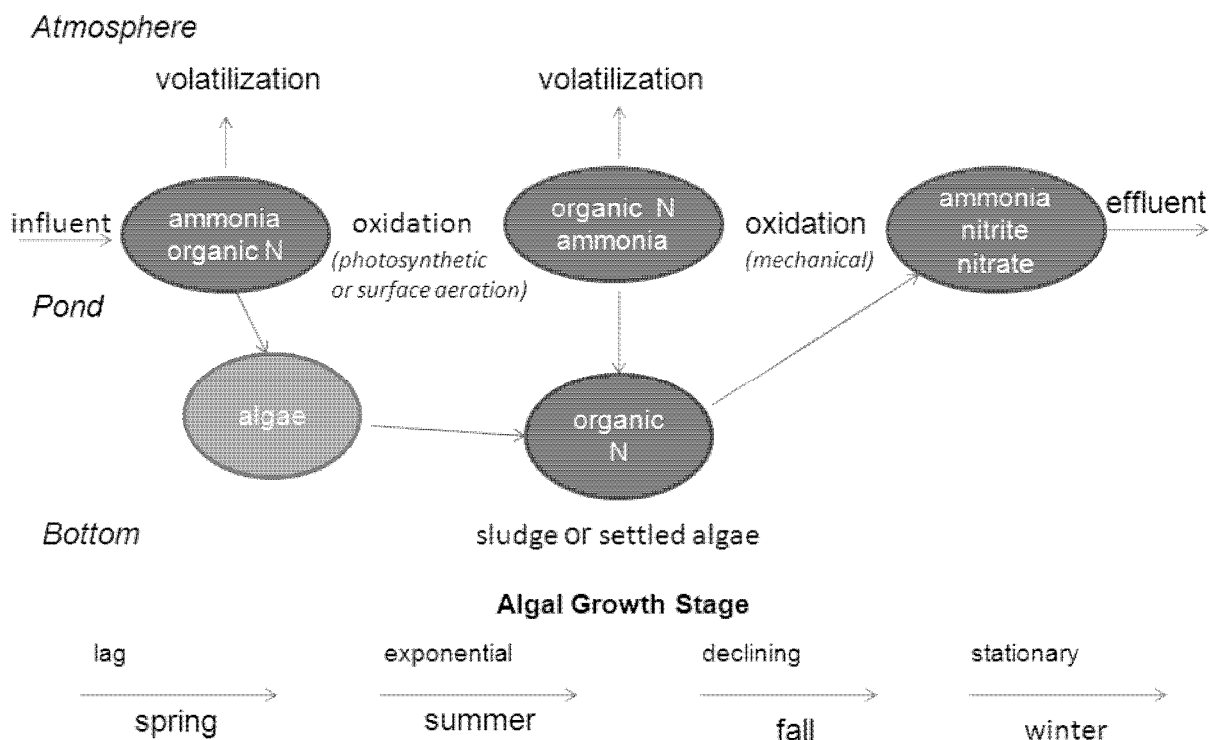 Atmosphere
volatilization
volatilization
influent
ammonia
organic N
oxidation
(photosynthetic
or surface aeration)
organic N
ammonia
oxidation
(mechanical)
ammonia
nitrite
nitrate
effluent
Pond
algae
organic
N
Bottom
sludge or settled algae
Algal Growth Stage
lag
exponential
declining
stationary
spring
summer
fall
winter